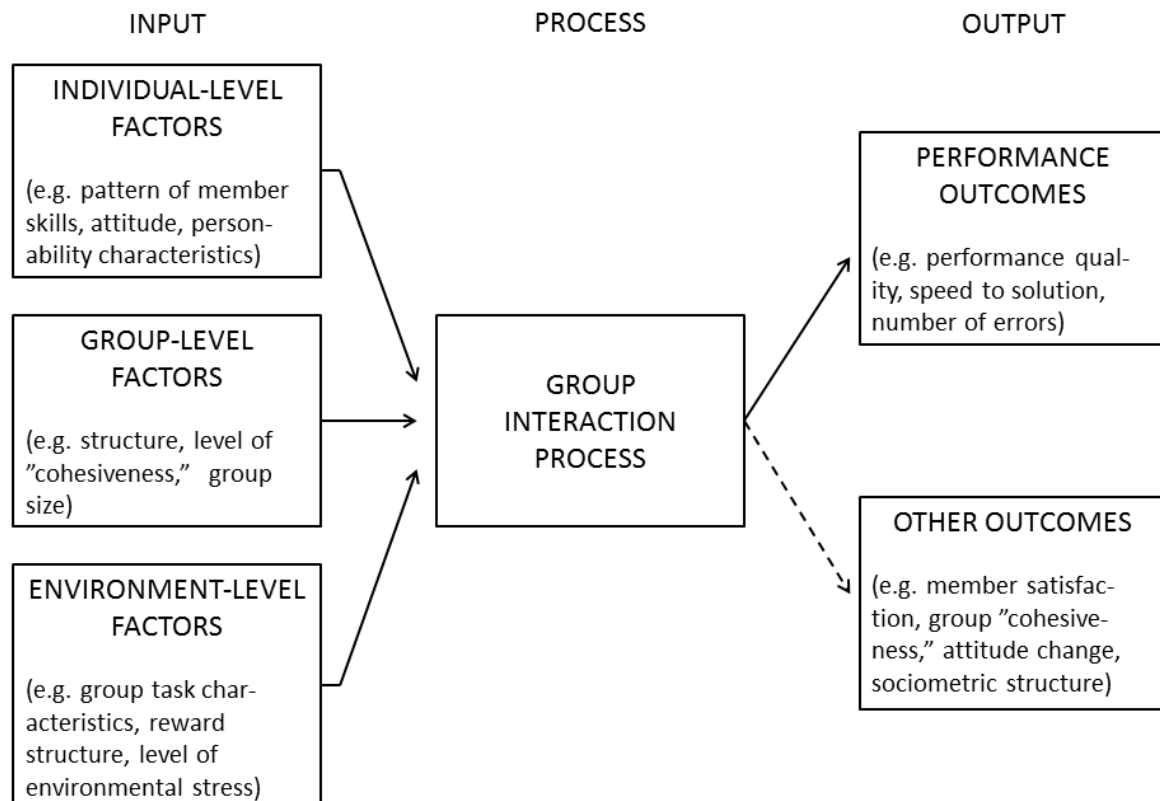 INPUT
PROCESS
OUTPUT
INDIVIDUAL-LEVEL
FACTORS
(e.g. pattern of member
skills, attitude, person-
ability characteristics)
GROUP-LEVEL
FACTORS
(e.g. structure, level of
”cohesiveness,” group
size)
ENVIRONMENT-LEVEL
FACTORS
(e.g. group task char-
acteristics, reward
structure, level of
environmental stress)
GROUP
INTERACTION
PROCESS
PERFORMANCE
OUTCOMES
(e.g. performance qual-
ity, speed to solution,
number of errors)
OTHER OUTCOMES
(e.g. member satisfac-
tion, group ”cohesive-
ness,” attitude change,
sociometric structure)